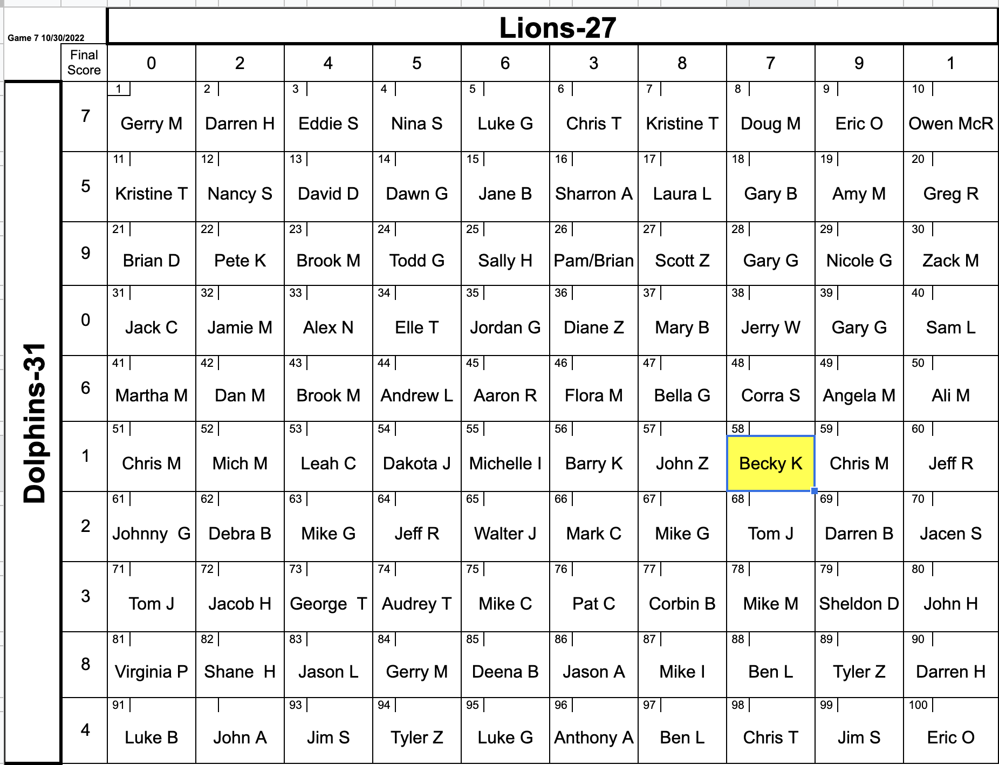 Lions-27
Game 7 10/30/2022
Final
Score
0 2 4 5 6 3 8 7 9 1
Dolphins-31
1 2 3 4 5 6 7 8 9 10
7 Gerry M Darren H Eddie S Nina S Luke G Chris T Kristine T Doug M Eric O Owen McR
11 12 13 14 15 16 17 18 19 20
5 Kristine T Nancy S David D Dawn G Jane B Sharron A Laura L Gary B Amy M Greg R
21 22 23 24 25 26 27 28 29 30
9 Brian D Pete K Brook M Todd G Sally H Pam/Brian Scott Z Gary G Nicole G Zack M
31 32 33 34 35 36 37 38 39 40
0 Jack C Jamie M Alex N Elle T Jordan G Diane Z Mary B Jerry W Gary G Sam L
41 42 43 44 45 46 47 48 49 50
6 Martha M Dan M Brook M Andrew L Aaron R Flora M Bella G Corra S Angela M Ali M
51 52 53 54 55 56 57 58 59 60
1 Chris M Mich M Leah C Dakota J Michelle I Barry K John Z Becky K Chris M Jeff R
61 62 63 64 65 66 67 68 69 70
2 Johnny G Debra B Mike G Jeff R Walter J Mark C Mike G Tom J Darren B Jacen S
71 72 73 74 75 76 77 78 79 80
3 Tom J Jacob H George T Audrey T Mike C Pat C Corbin B Mike M Sheldon D John H
81 82 83 84 85 86 87 88 89 90
8 Virginia P Shane H Jason L Gerry M Deena B Jason A Mike I Ben L Tyler Z Darren H
91 93 94 95 96 97 98 99 100
4 Luke B John A Jim S Tyler Z Luke G Anthony A Ben L Chris T Jim S Eric O